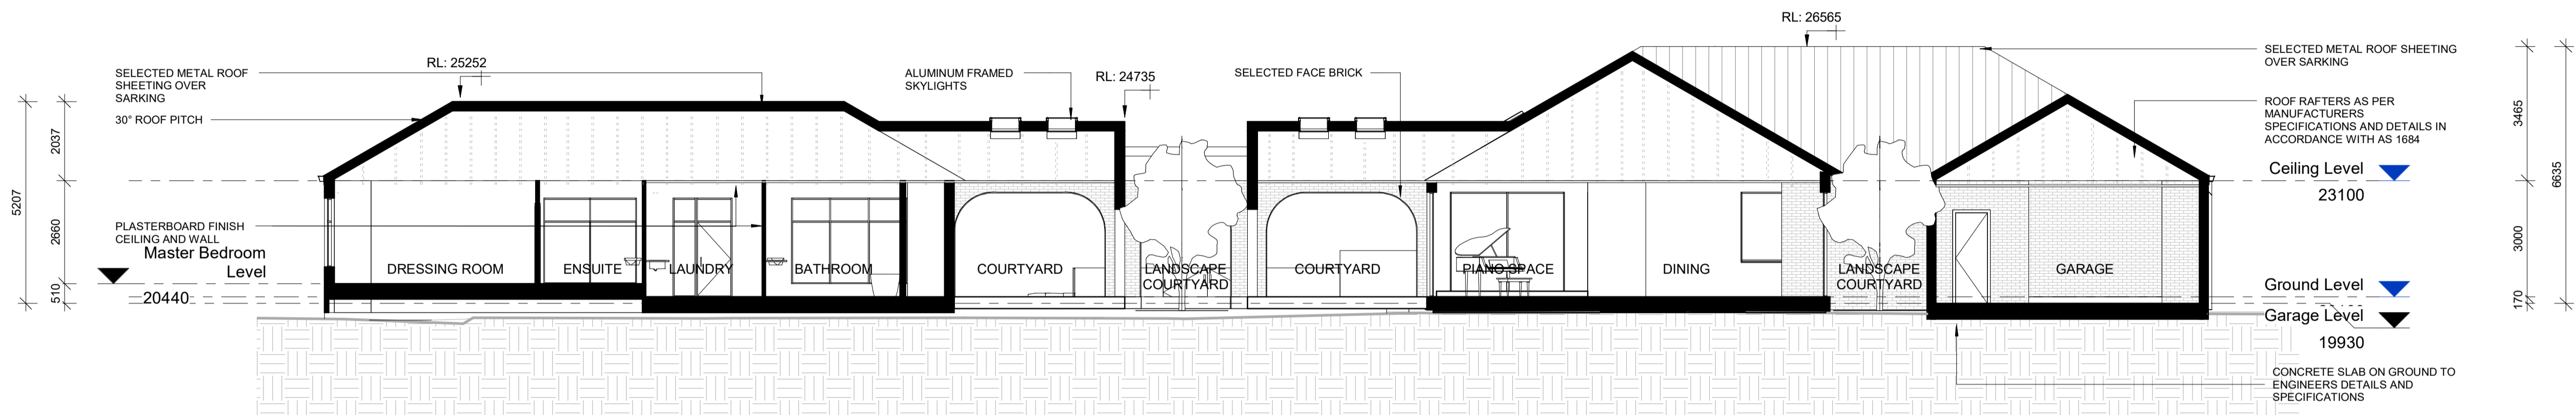 RL: 26565
RL: 25252
RL: 24735
SELECTED METAL ROOF
SHEETING OVER
SARKING
30° ROOF PITCH
ALUMINUM FRAMED
SKYLIGHTS
SELECTED FACE BRICK
SELECTED METAL ROOF SHEETING
OVER SARKING
ROOF RAFTERS AS PER
MANUFACTURERS
SPECIFICATIONS AND DETAILS IN
ACCORDANCE WITH AS 1684
5207
2037
2660
510
PLASTERBOARD FINISH
CEILING AND WALL
Master Bedroom
Level
20440
DRESSING ROOM
ENSUITE
LAUNDRY
BATHROOM
COURTYARD
LANDSCAPE
COURTYARD
COURTYARD
PIANO SPACE
DINING
LANDSCAPE
COURTYARD
GARAGE
Ceiling Level
23100
Ground Level
Garage Level
19930
3465
3000
170
6635
CONCRETE SLAB ON GROUND TO
ENGINEERS DETAILS AND
SPECIFICATIONS